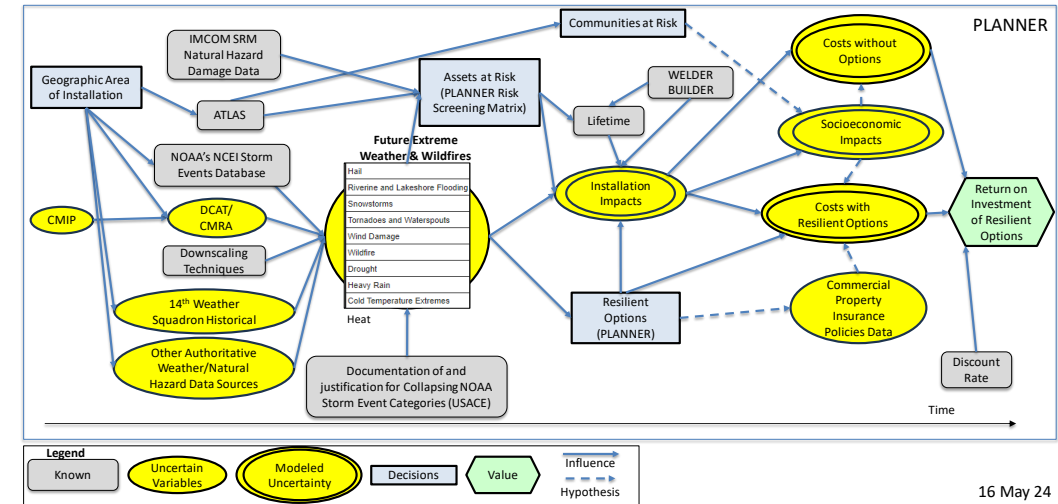 PLANNER
IMCOM SRM
Natural Hazard
Damage Data
Communities at Risk
Costs without
Options
Geographic Area
of Installation
Assets at Risk
(PLANNER Risk
Screening Matrix)
WELDER
BUILDER
ATLAS
Lifetime
Socioeconomic
Impacts
Future Extreme
Weather & Wildfires
NOAA's NCEI Storm
Events Database
Hail
Riverine and Lakeshore Flooding
Snowstorms
Tornadoes and Waterspouts
Wind Damage
Wildfire
Drought
Heavy Rain
Cold Temperature Extremes
Heat
Installation
Impacts
CMIP
DCAT/
CMRA
Costs with
Resilient Options
Return on
Investment
of Resilient
Options
Downscaling
Techniques
14th Weather
Squadron Historical
Resilient
Options
(PLANNER)
Commercial
Property
Insurance
Policies Data
Other Authoritative
Weather/Natural
Hazard Data Sources
Documentation of and
justification for Collapsing NOAA
Storm Event Categories (USACE)
Discount
Rate
Time
Legend
Known
Uncertain
Variables
Modeled
Uncertainty
Decisions
Value
Influence
Hypothesis
16 May 24